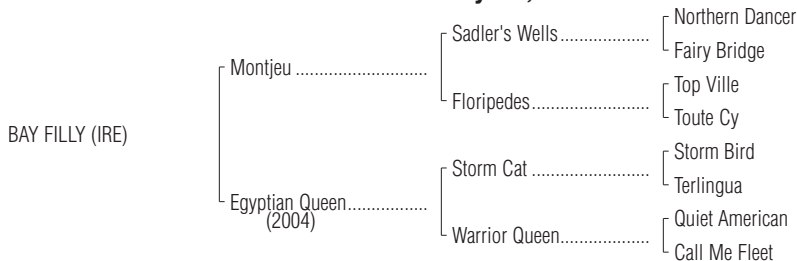 Northern Dancer
Sadler's Wells
Fairy Bridge
Montjeu
Top Ville
Floripedes
Toute Cy
BAY FILLY (IRE)
Storm Bird
Storm Cat
Terlingua
Egyptian Queen
(2004)
Quiet American
Warrior Queen
Call Me Fleet